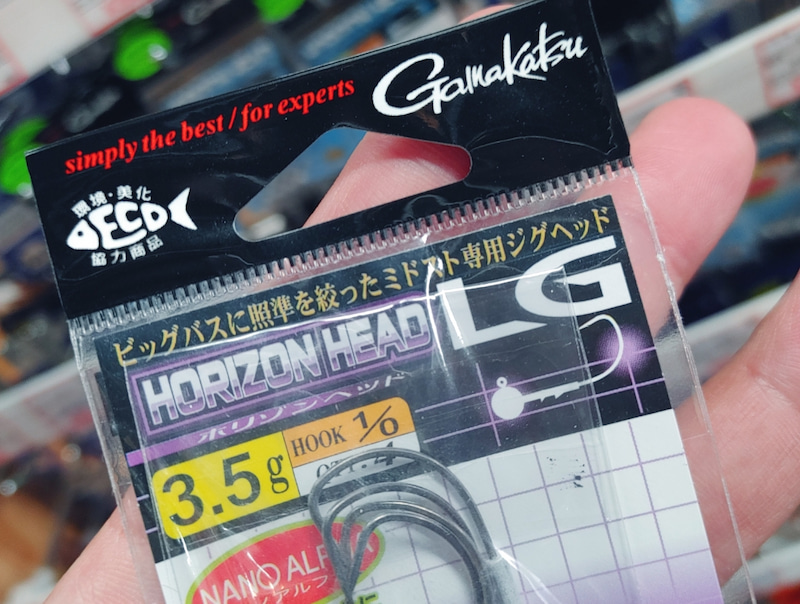 Gamakatsu
simply the best / for experts
環境・美化
DECO
協力商品
ビッグバスに照準を絞ったミドスト専用ジグヘッド
HORIZON HEAD LG
ホリゾンヘッド
3.5g
HOOK 1/0
NANO ALPHA